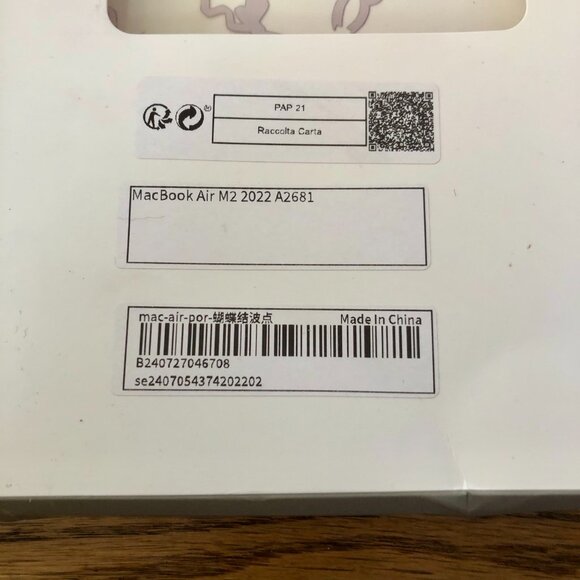 PAP 21
Raccolta Carta
MacBook Air M2 2022 A2681
mac-air-por-蝴蝶结波点
Made In China
B240727046708
se2407054374202202